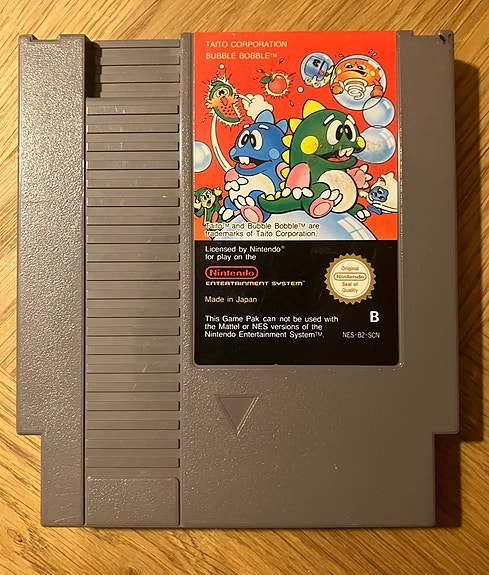 TAITO CORPORATION
BUBBLE BOBBLE™
Taito™ and Bubble Bobble™ are
trademarks of Taito Corporation.
Licensed by Nintendo®
for play on the
Nintendo
ENTERTAINMENT SYSTEM™
Made in Japan
This Game Pak can not be used with
the Mattel or NES versions of the
Nintendo Entertainment System™.
Original
Nintendo
Seal of
Quality
B
NES-B2-SCN